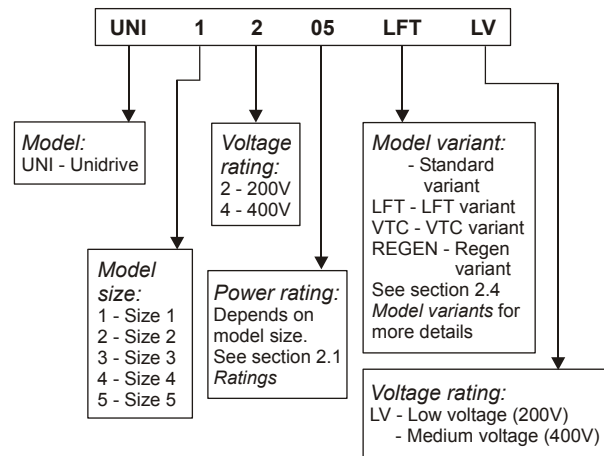 UNI 1 2 05 LFT LV
Model:
UNI - Unidrive
Model
size:
1 - Size 1
2 - Size 2
3 - Size 3
4 - Size 4
5 - Size 5
Voltage
rating:
2 - 200V
4 - 400V
Power rating:
Depends on
model size.
See section 2.1
Ratings
Model variant:
- Standard
variant
LFT - LFT variant
VTC - VTC variant
REGEN - Regen
variant
See section 2.4
Model variants for
more details
Voltage rating:
LV - Low voltage (200V)
- Medium voltage (400V)